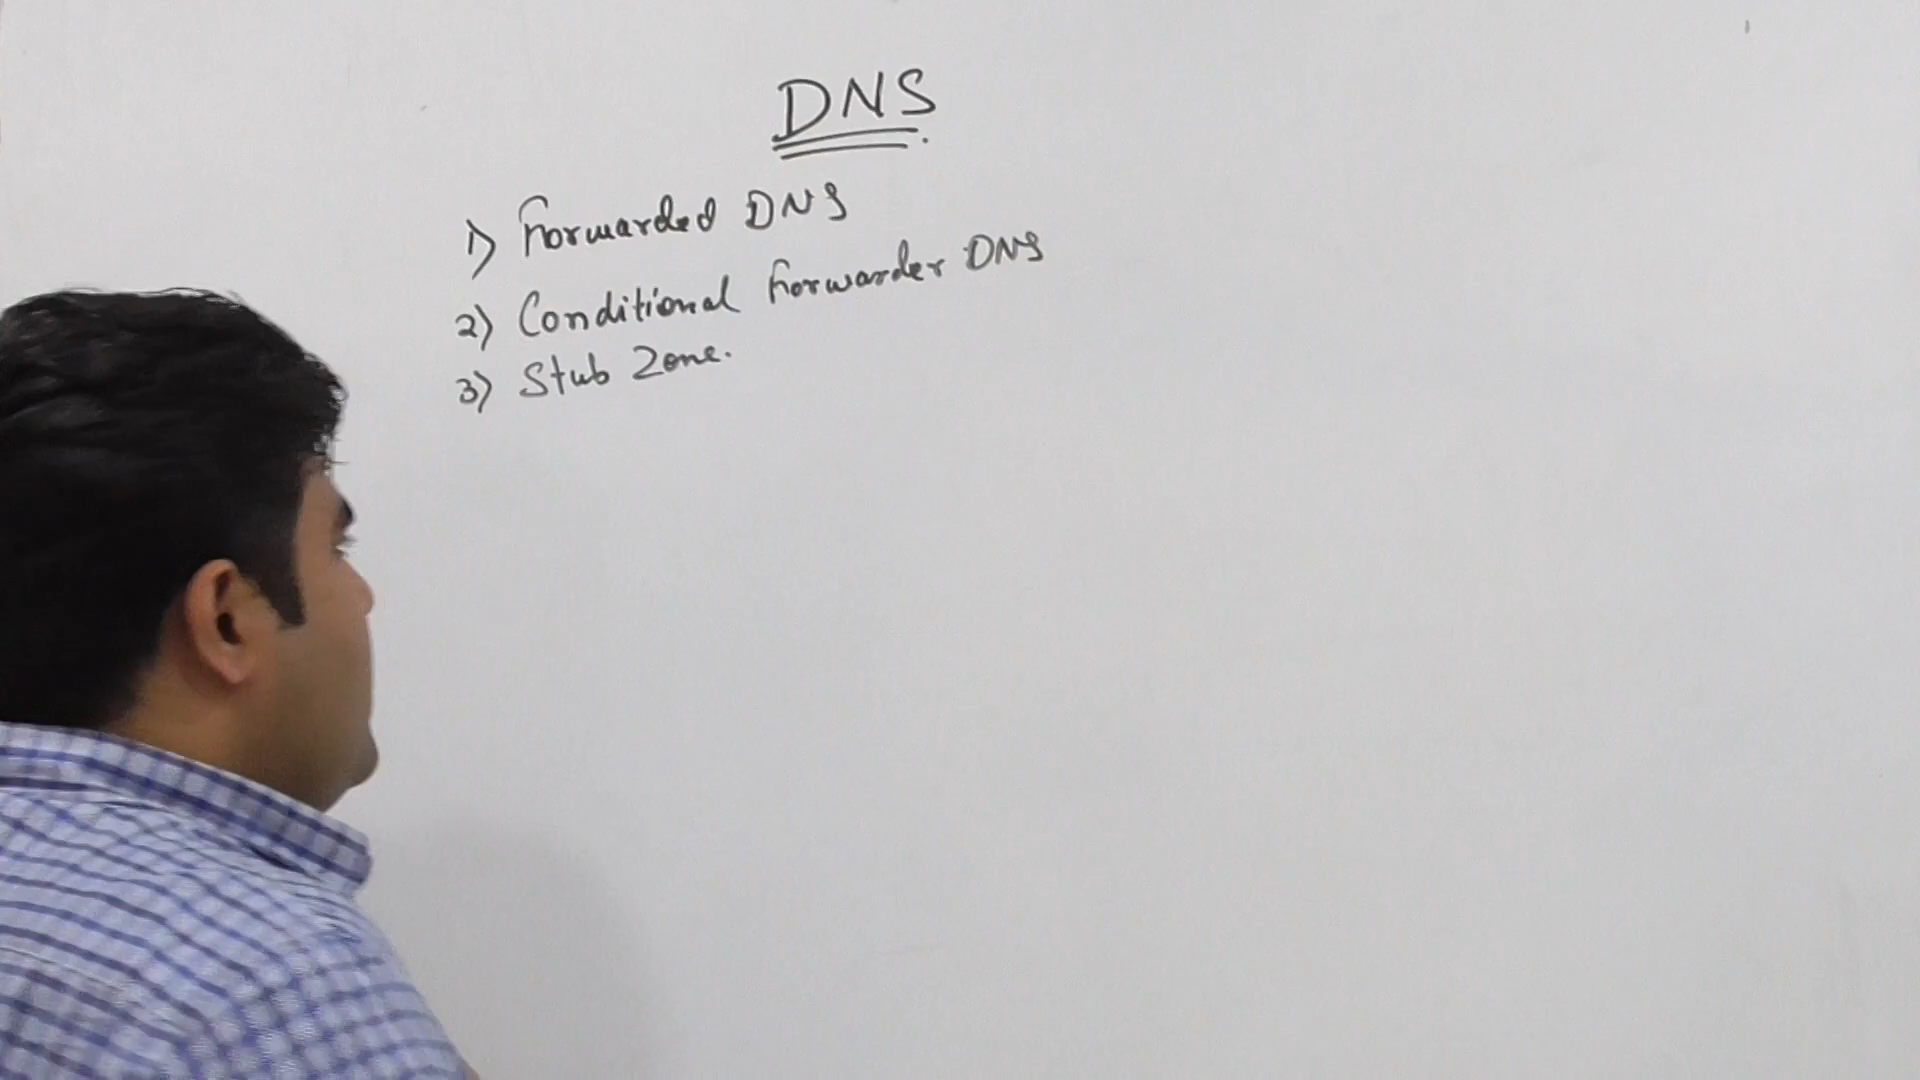 DNS.
1) Forwarded DNS
2) Conditional Forwarder DNS
3) Stub Zone.